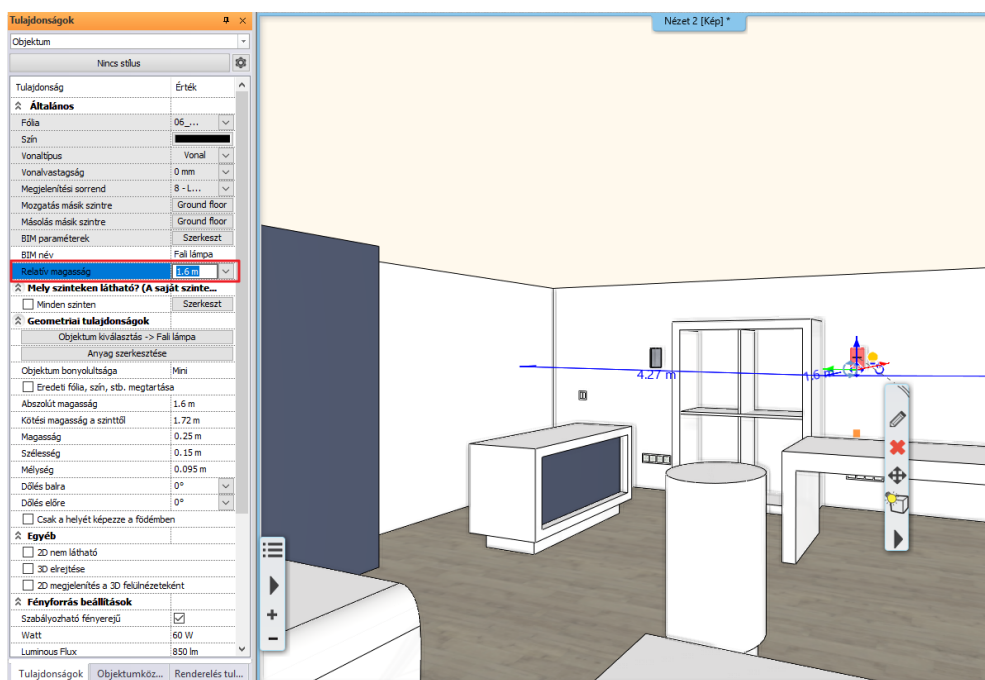 Tulajdonságok
Objektum
Nincs stílus
Tulajdonság Érték
Általános
Fólia 06_...
Szín
Vonaltípus Vonal
Vonalvastagság 0 mm
Megjelenítési sorrend 8 - L...
Mozgatás másik szintre Ground floor
Másolás másik szintre Ground floor
BIM paraméterek Szerkeszt
BIM név Fali lámpa
Relatív magasság 1.6 m
Mely szinteken látható? (A saját szinte...
Minden szinten Szerkeszt
Geometriai tulajdonságok
Objektum kiválasztás -> Fali lámpa
Anyag szerkesztése
Objektum bonyolultsága Mini
Eredeti fólia, szín, stb. megtartása
Abszolút magasság 1.6 m
Kötési magasság a szinttől 1.72 m
Magasság 0.25 m
Szélesség 0.15 m
Mélység 0.095 m
Dőlés balra 0°
Dőlés előre 0°
Csak a helyét képezze a födémben
Egyéb
2D nem látható
3D elrejtése
2D megjelenítés a 3D felülnézeteként
Fényforrás beállítások
Szabályozható fényerejű
Watt 60 W
Luminous Flux 850 lm
Tulajdonságok Objektumköz... Renderelés tul...
Nézet 2 [Kép] *
4.27 m
1.6 m